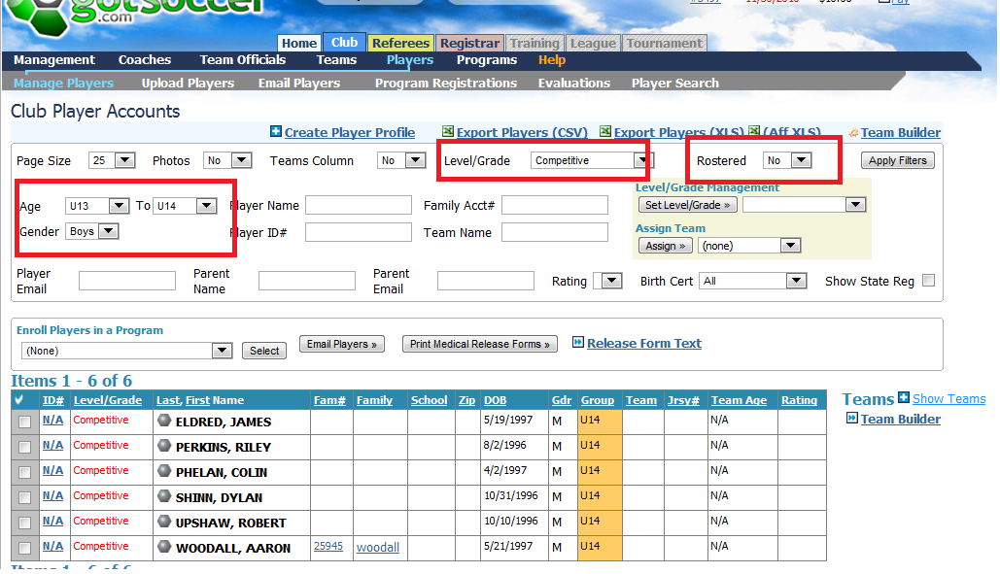 gotsoccer
.com
Home Club Referees Registrar Training League Tournament
Management Coaches Team Officials Teams Players Programs Help
Manage Players Upload Players Email Players Program Registrations Evaluations Player Search
Club Player Accounts
Create Player Profile Export Players (CSV) Export Players (XLS) (Aff XLS) Team Builder
Page Size 25 Photos No Teams Column No Level/Grade Competitive Rostered No Apply Filters
Level/Grade Management
Age U13 To U14 Player Name Family Acct# Set Level/Grade »
Assign Team
Gender Boys Player ID# Team Name Assign » (none)
Player Email Parent Name Parent Email Rating Birth Cert All Show State Reg
Enroll Players in a Program
(None) Select Email Players » Print Medical Release Forms » Release Form Text
Items 1 - 6 of 6
ID# Level/Grade Last, First Name Fam# Family School Zip DOB Gdr Group Team Jrsy# Team Age Rating
Teams Show Teams
N/A Competitive ELDRED, JAMES 5/19/1997 M U14 N/A
Team Builder
N/A Competitive PERKINS, RILEY 8/2/1996 M U14 N/A
N/A Competitive PHELAN, COLIN 4/2/1997 M U14 N/A
N/A Competitive SHINN, DYLAN 10/31/1996 M U14 N/A
N/A Competitive UPSHAW, ROBERT 10/10/1996 M U14 N/A
N/A Competitive WOODALL, AARON 25945 woodall 5/21/1997 M U14 N/A
Items 1 - 6 of 6